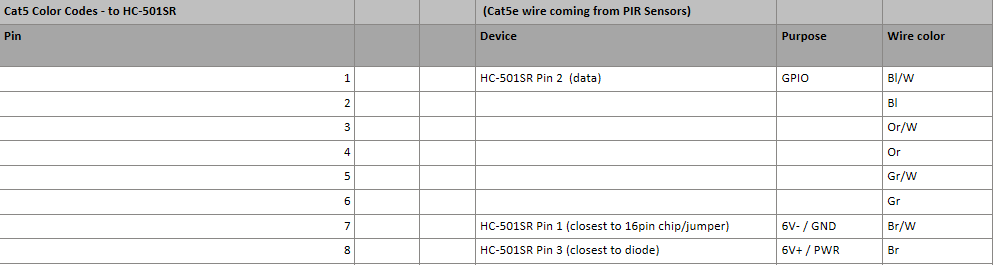 Cat5 Color Codes - to HC-501SR (Cat5e wire coming from PIR Sensors)
Pin Device Purpose Wire color
1 HC-501SR Pin 2 (data) GPIO Bl/W
2 Bl
3 Or/W
4 Or
5 Gr/W
6 Gr
7 HC-501SR Pin 1 (closest to 16pin chip/jumper) 6V- / GND Br/W
8 HC-501SR Pin 3 (closest to diode) 6V+ / PWR Br